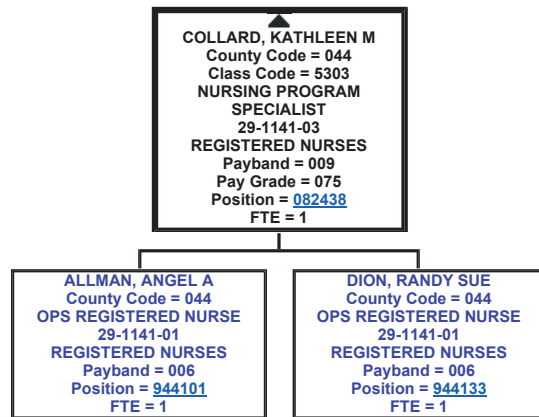 COLLARD, KATHLEEN M
County Code = 044
Class Code = 5303
NURSING PROGRAM
SPECIALIST
29-1141-03
REGISTERED NURSES
Payband = 009
Pay Grade = 075
Position = 082438
FTE = 1
ALLMAN, ANGEL A
County Code = 044
OPS REGISTERED NURSE
29-1141-01
REGISTERED NURSES
Payband = 006
Position = 944101
FTE = 1
DION, RANDY SUE
County Code = 044
OPS REGISTERED NURSE
29-1141-01
REGISTERED NURSES
Payband = 006
Position = 944133
FTE = 1